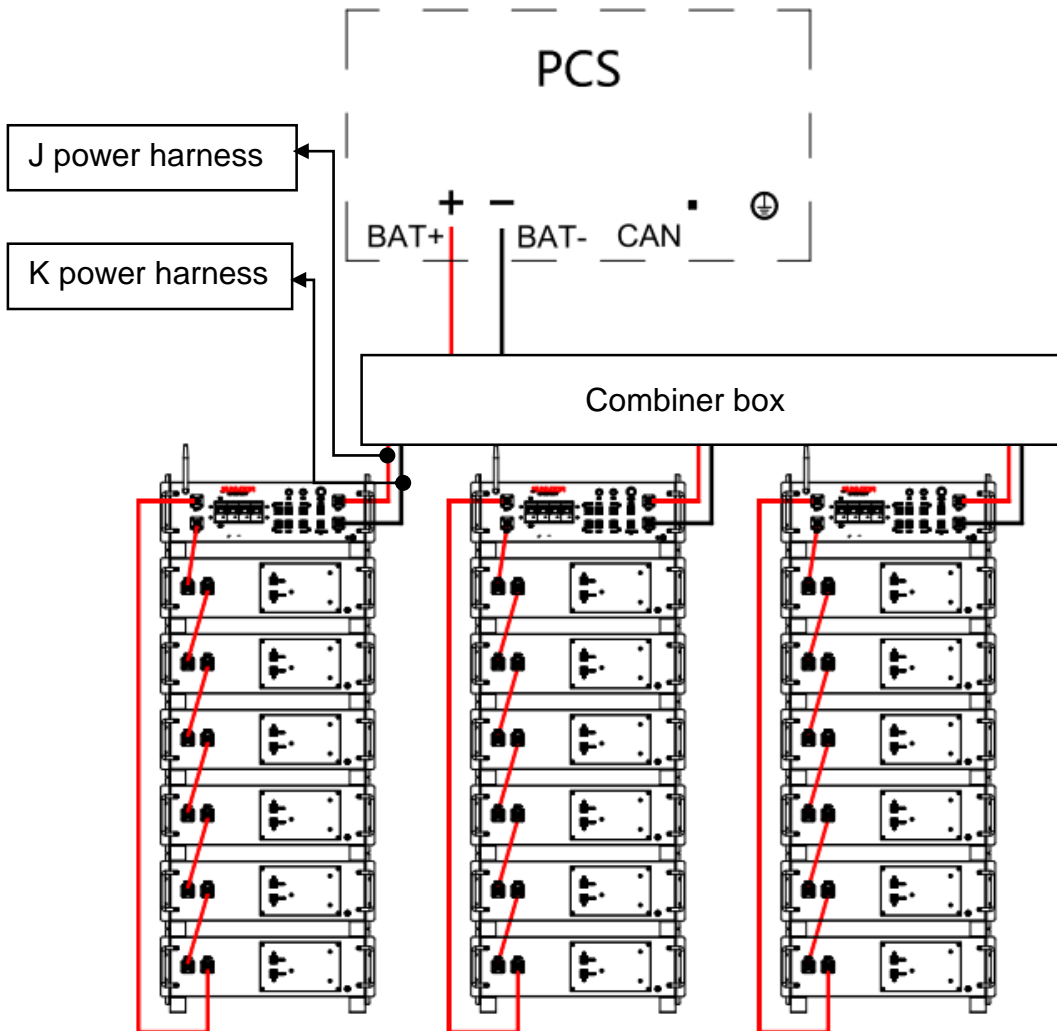 PCS
J power harness
+ −
BAT+ BAT- CAN
K power harness
Combiner box